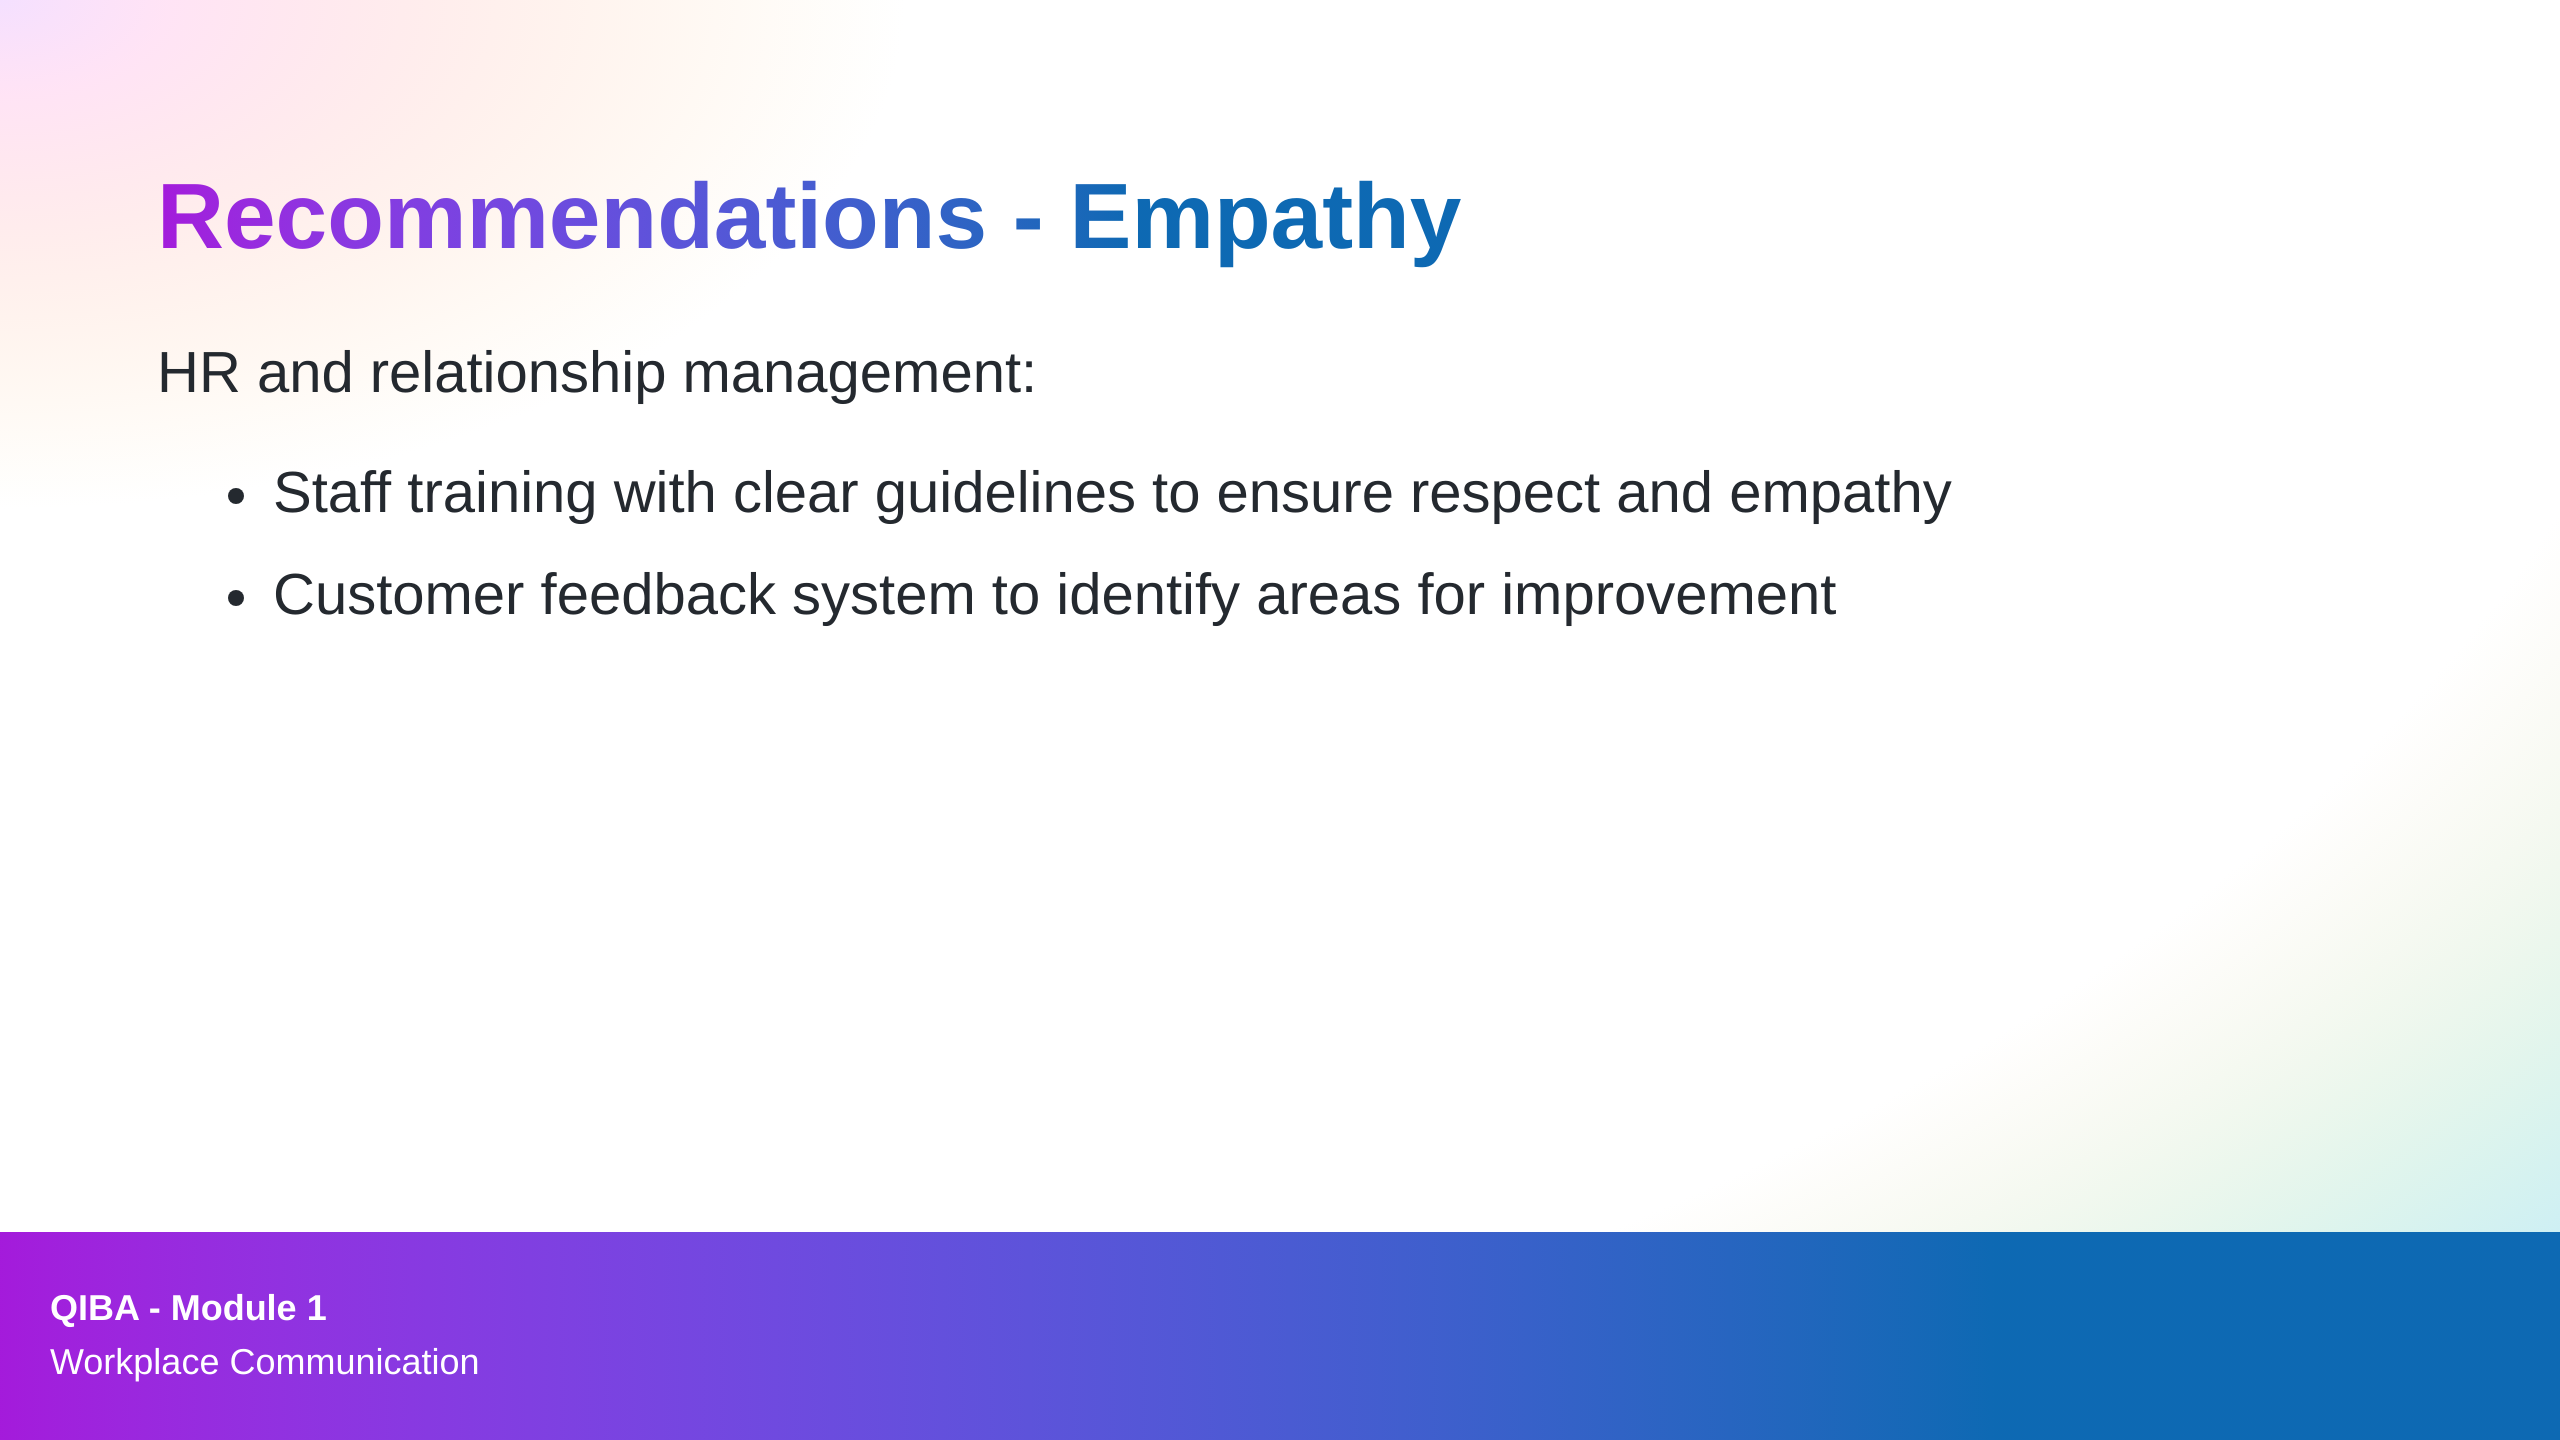 Recommendations - Empathy
HR and relationship management:
• Staff training with clear guidelines to ensure respect and empathy
• Customer feedback system to identify areas for improvement
QIBA - Module 1
Workplace Communication